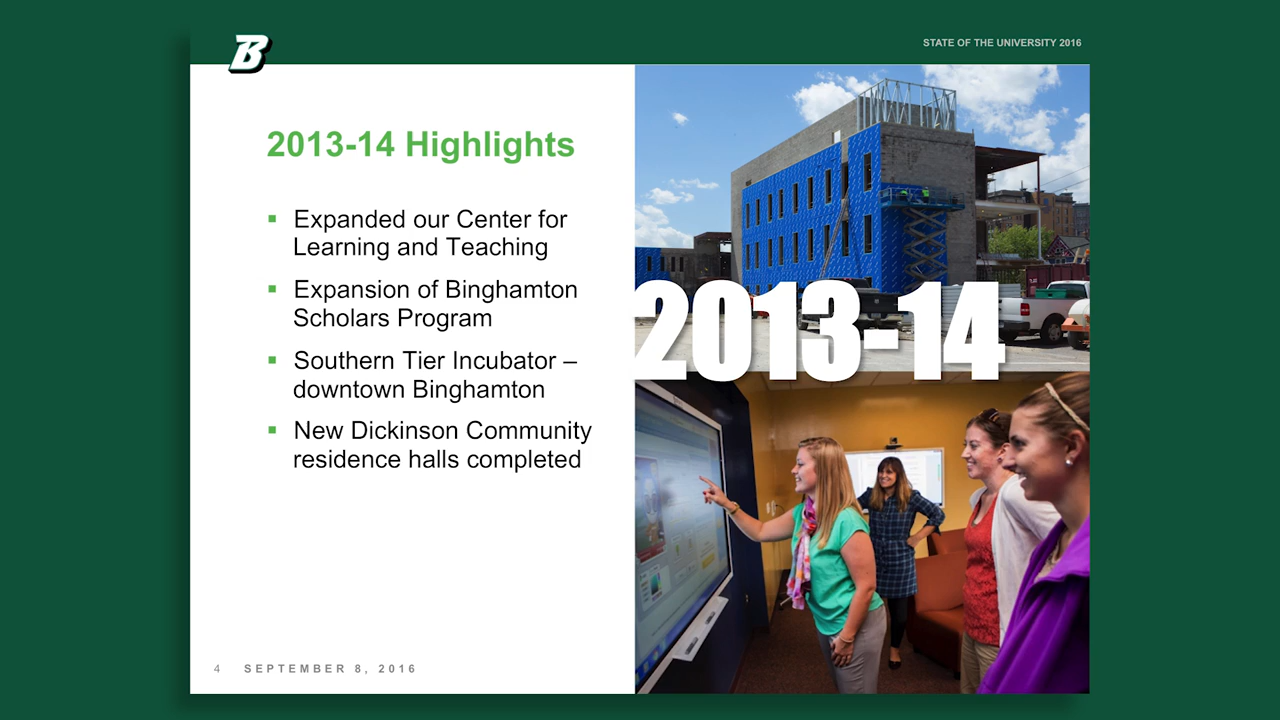 B
STATE OF THE UNIVERSITY 2016
2013-14 Highlights
▪ Expanded our Center for
Learning and Teaching
▪ Expansion of Binghamton
Scholars Program
▪ Southern Tier Incubator –
downtown Binghamton
▪ New Dickinson Community
residence halls completed
2013-14
4 SEPTEMBER 8, 2016